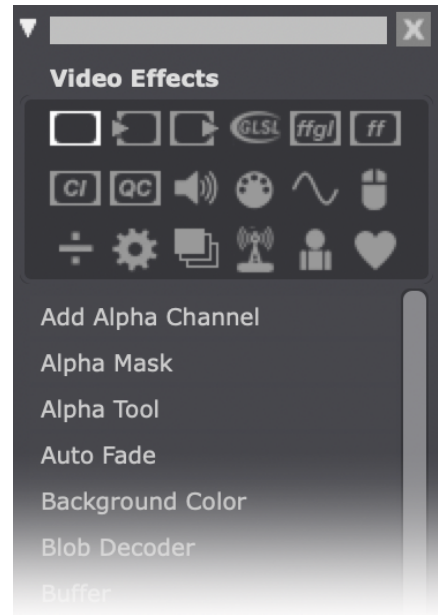 X
Video Effects
GLSL ffgl ff
CI QC
Add Alpha Channel
Alpha Mask
Alpha Tool
Auto Fade
Background Color
Blob Decoder
Buffer